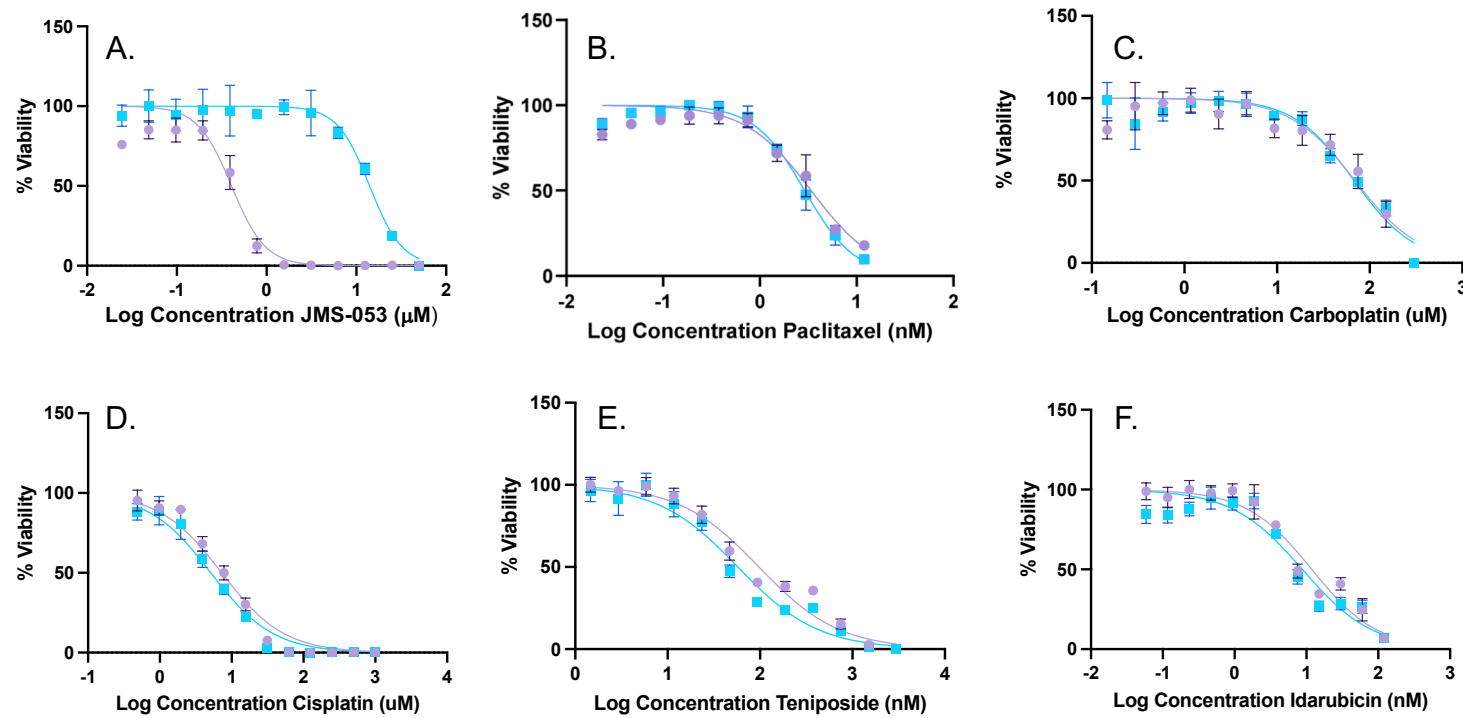 A.
% Viability
150
100
50
0
-2 -1 0 1 2
Log Concentration JMS-053 (μM)
B.
% Viability
150
100
50
0
-2 -1 0 1 2
Log Concentration Paclitaxel (nM)
C.
% Viability
150
100
50
0
-1 0 1 2 3
Log Concentration Carboplatin (uM)
D.
% Viability
150
100
50
0
-1 0 1 2 3 4
Log Concentration Cisplatin (uM)
E.
% Viability
150
100
50
0
0 1 2 3 4
Log Concentration Teniposide (nM)
F.
% Viability
150
100
50
0
-2 -1 0 1 2 3
Log Concentration Idarubicin (nM)